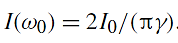 I(ω₀) = 2I₀/(πγ).